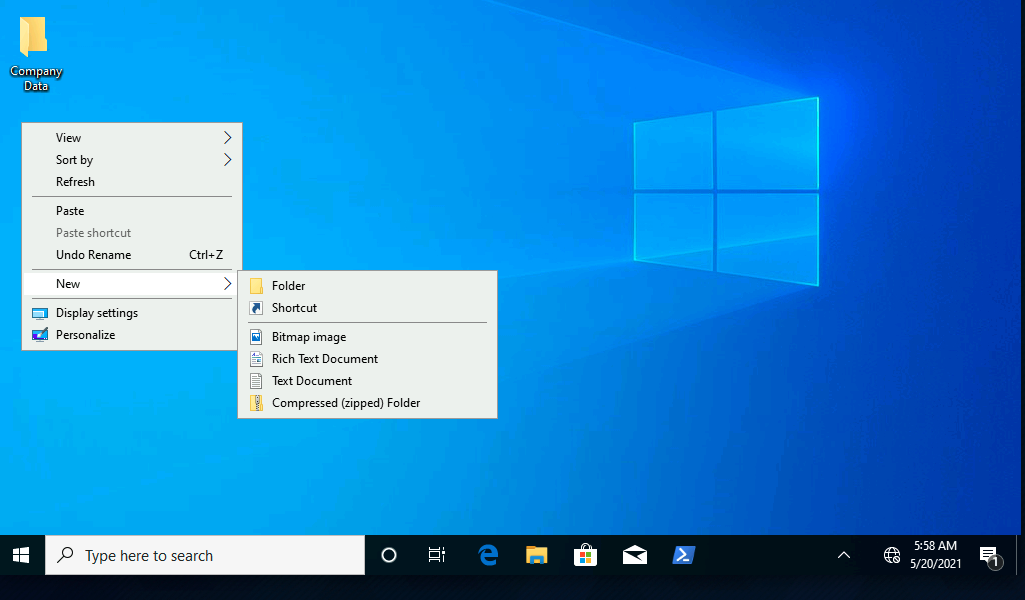 Company
Data
View
Sort by
Refresh
Paste
Paste shortcut
Undo Rename Ctrl+Z
New
Display settings
Personalize
Folder
Shortcut
Bitmap image
Rich Text Document
Text Document
Compressed (zipped) Folder
Type here to search
5:58 AM
5/20/2021
1